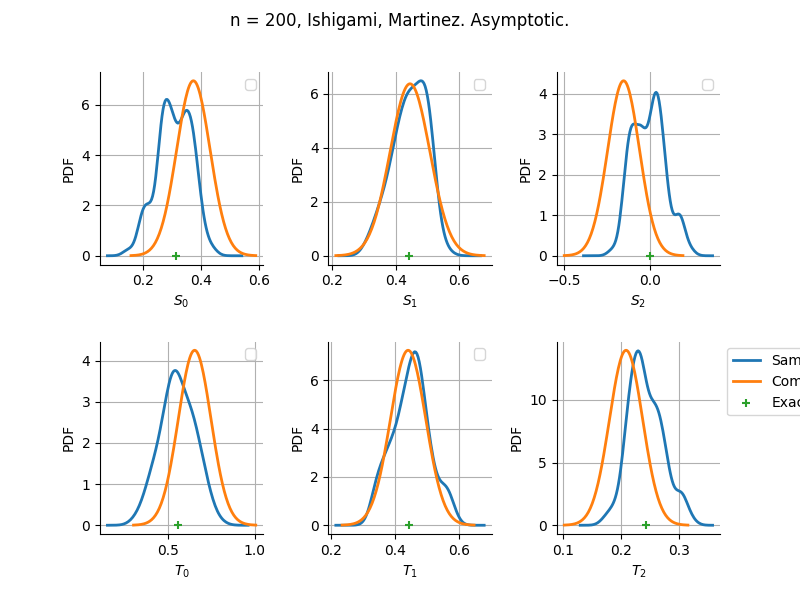 n = 200, Ishigami, Martinez. Asymptotic.
PDF
6
4
2
0
0.2 0.4 0.6
S₀
PDF
6
4
2
0
0.2 0.4 0.6
S₁
PDF
4
3
2
1
0
−0.5 0.0
S₂
PDF
4
3
2
1
0
0.5 1.0
T₀
PDF
6
4
2
0
0.2 0.4 0.6
T₁
PDF
10
5
0
0.1 0.2 0.3
T₂
Sam
Com
Exac